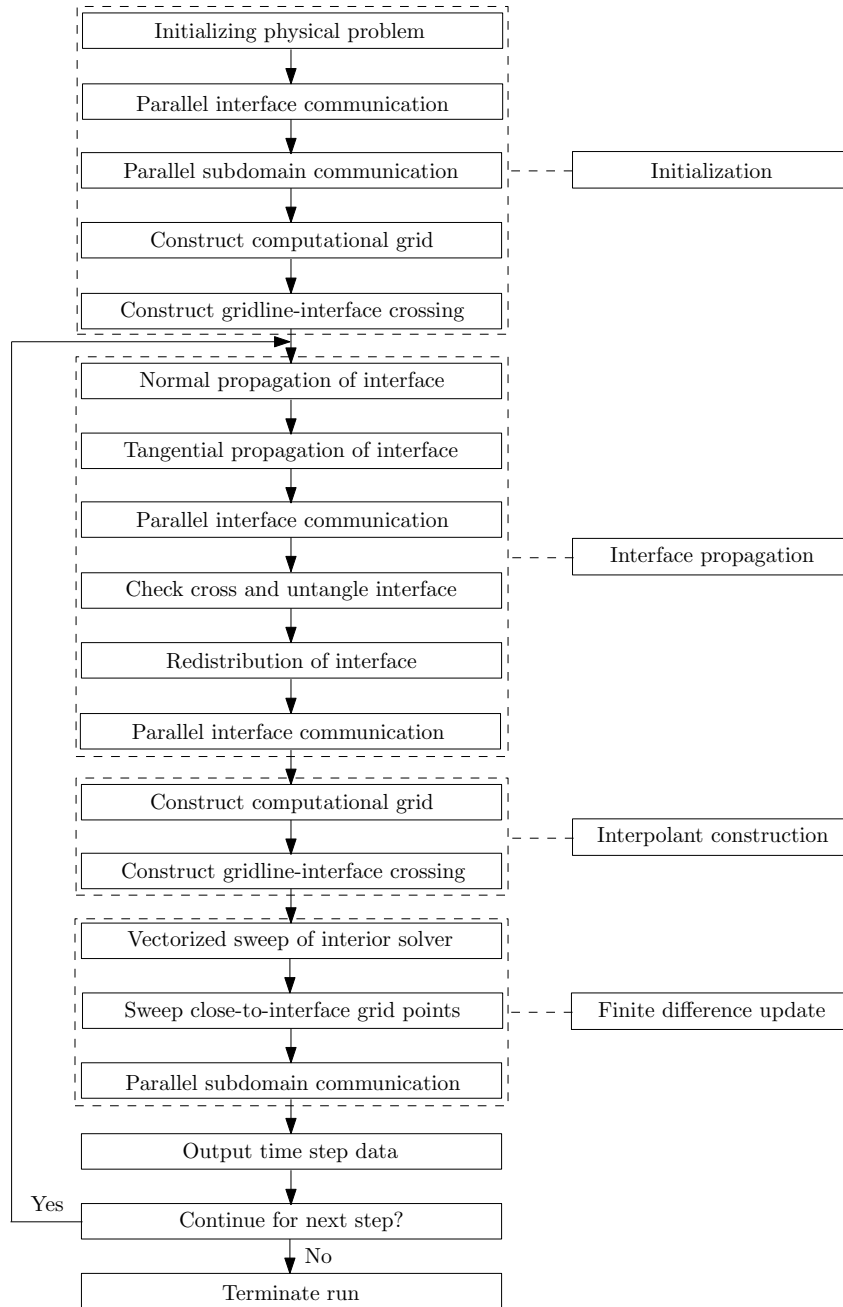 Initializing physical problem
Parallel interface communication
Parallel subdomain communication
Initialization
Construct computational grid
Construct gridline-interface crossing
Normal propagation of interface
Tangential propagation of interface
Parallel interface communication
Interface propagation
Check cross and untangle interface
Redistribution of interface
Parallel interface communication
Construct computational grid
Interpolant construction
Construct gridline-interface crossing
Vectorized sweep of interior solver
Sweep close-to-interface grid points
Finite difference update
Parallel subdomain communication
Output time step data
Yes
Continue for next step?
No
Terminate run